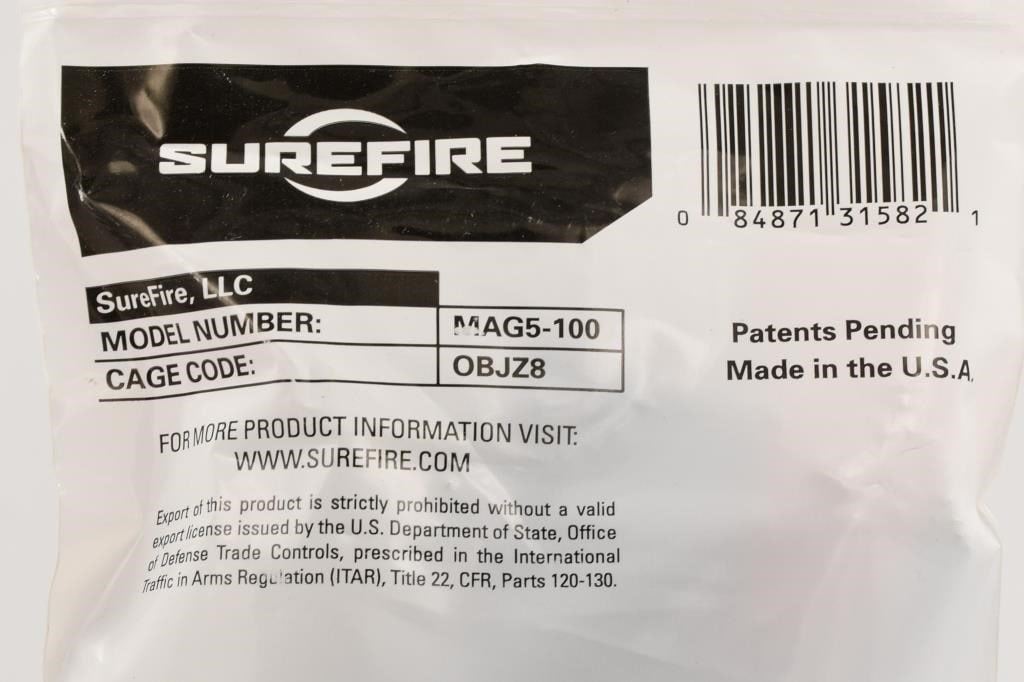 SUREFIRE
0 84871 31582 1
SureFire, LLC
MODEL NUMBER: MAG5-100
CAGE CODE: OBJZ8
Patents Pending
Made in the U.S.A.
FOR MORE PRODUCT INFORMATION VISIT:
WWW.SUREFIRE.COM
Export of this product is strictly prohibited without a valid
export license issued by the U.S. Department of State, Office
of Defense Trade Controls, prescribed in the International
Traffic in Arms Regulation (ITAR), Title 22, CFR, Parts 120-130.